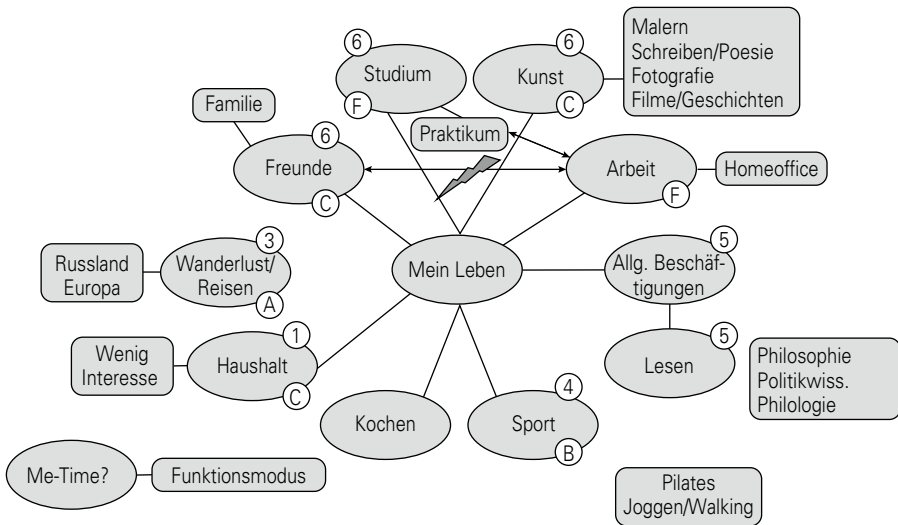 6
Studium
F
6
Kunst
C
Malern
Schreiben/Poesie
Fotografie
Filme/Geschichten
Familie
Praktikum
6
Freunde
C
Arbeit
F
Homeoffice
Russland
Europa
3
Wanderlust/
Reisen
A
Mein Leben
5
Allg. Beschäf-
tigungen
Wenig
Interesse
1
Haushalt
C
5
Lesen
Philosophie
Politikwiss.
Philologie
Kochen
4
Sport
B
Me-Time?
Funktionsmodus
Pilates
Joggen/Walking